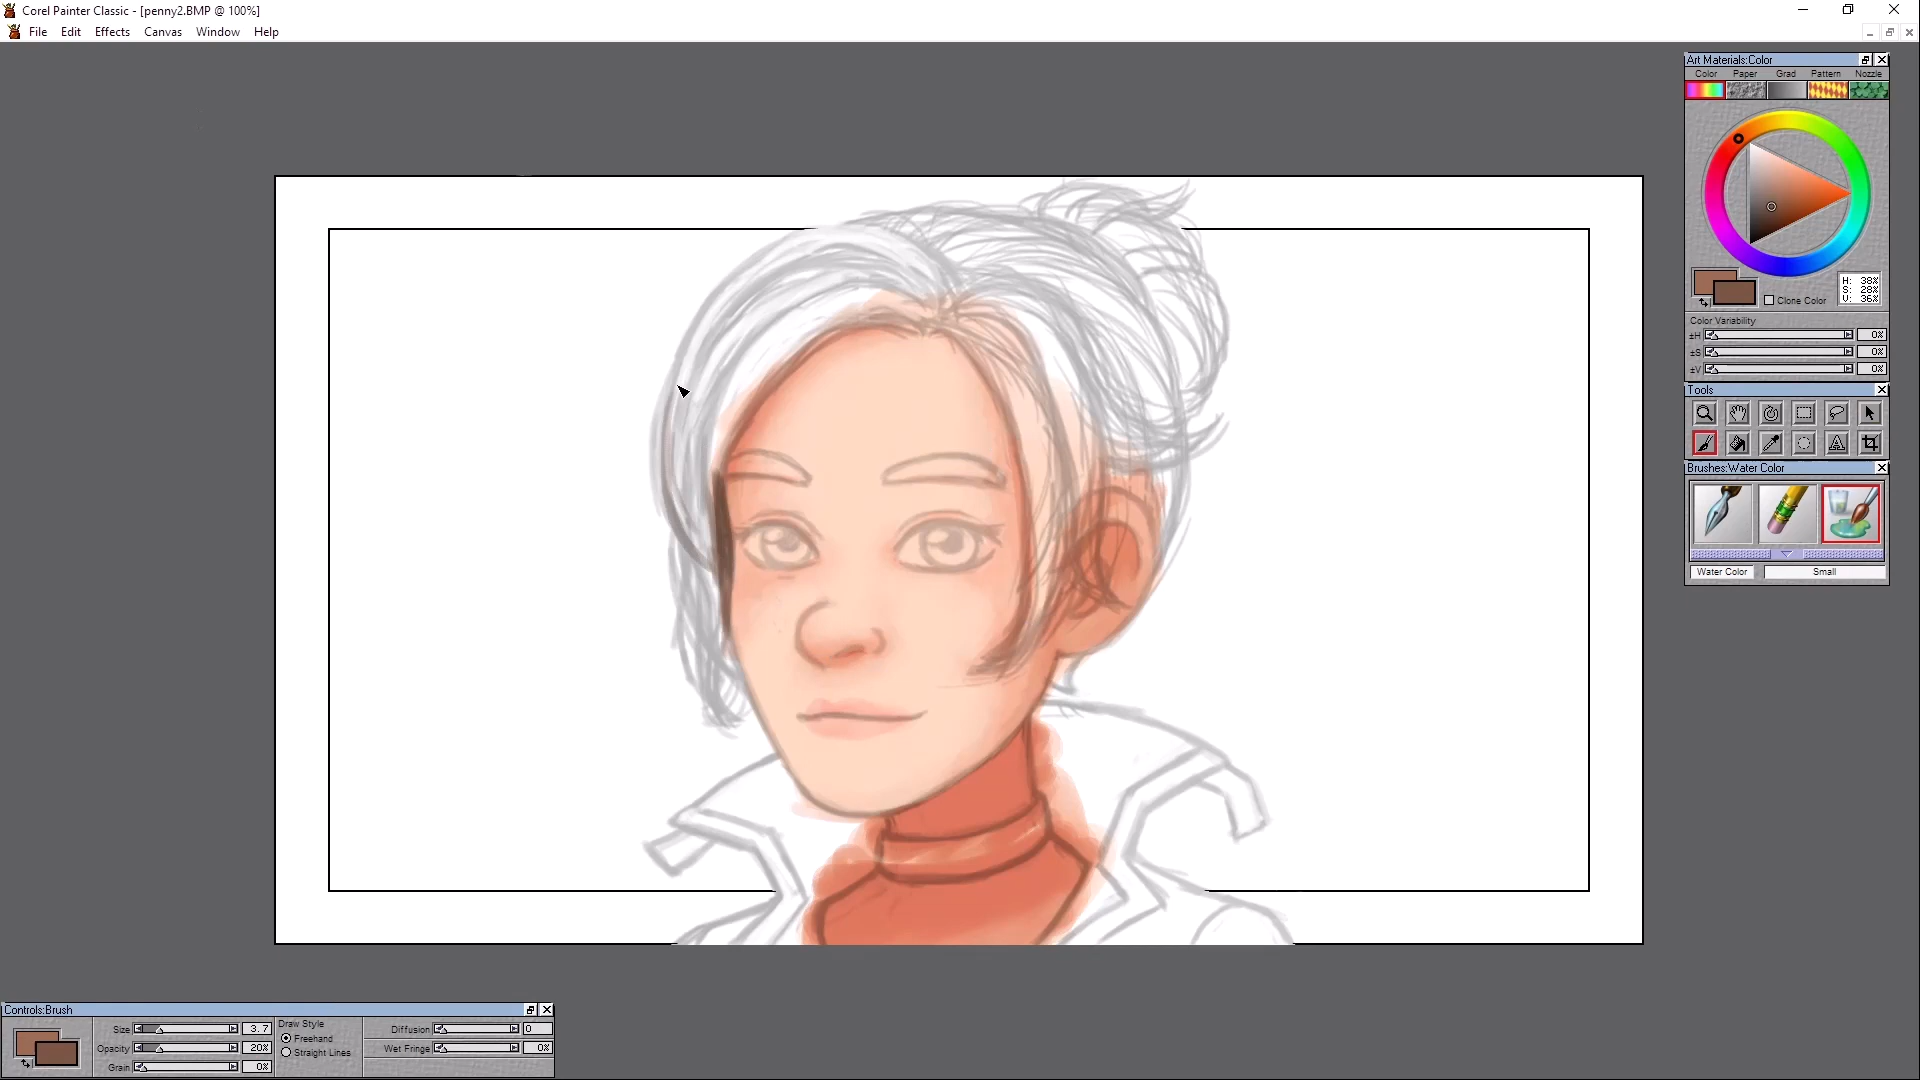 Corel Painter Classic - [penny2.BMP @ 100%]
File Edit Effects Canvas Window Help
Art Materials:Color
Color Paper Grad Pattern Nozzle
H: 38%
S: 28%
V: 36%
Clone Color
Color Variability
±H 0%
±S 0%
±V 0%
Tools
Brushes:Water Color
Water Color Small
Controls:Brush
Size 3.7
Opacity 20%
Grain 0%
Draw Style
Freehand
Straight Lines
Diffusion 0
Wet Fringe 0%